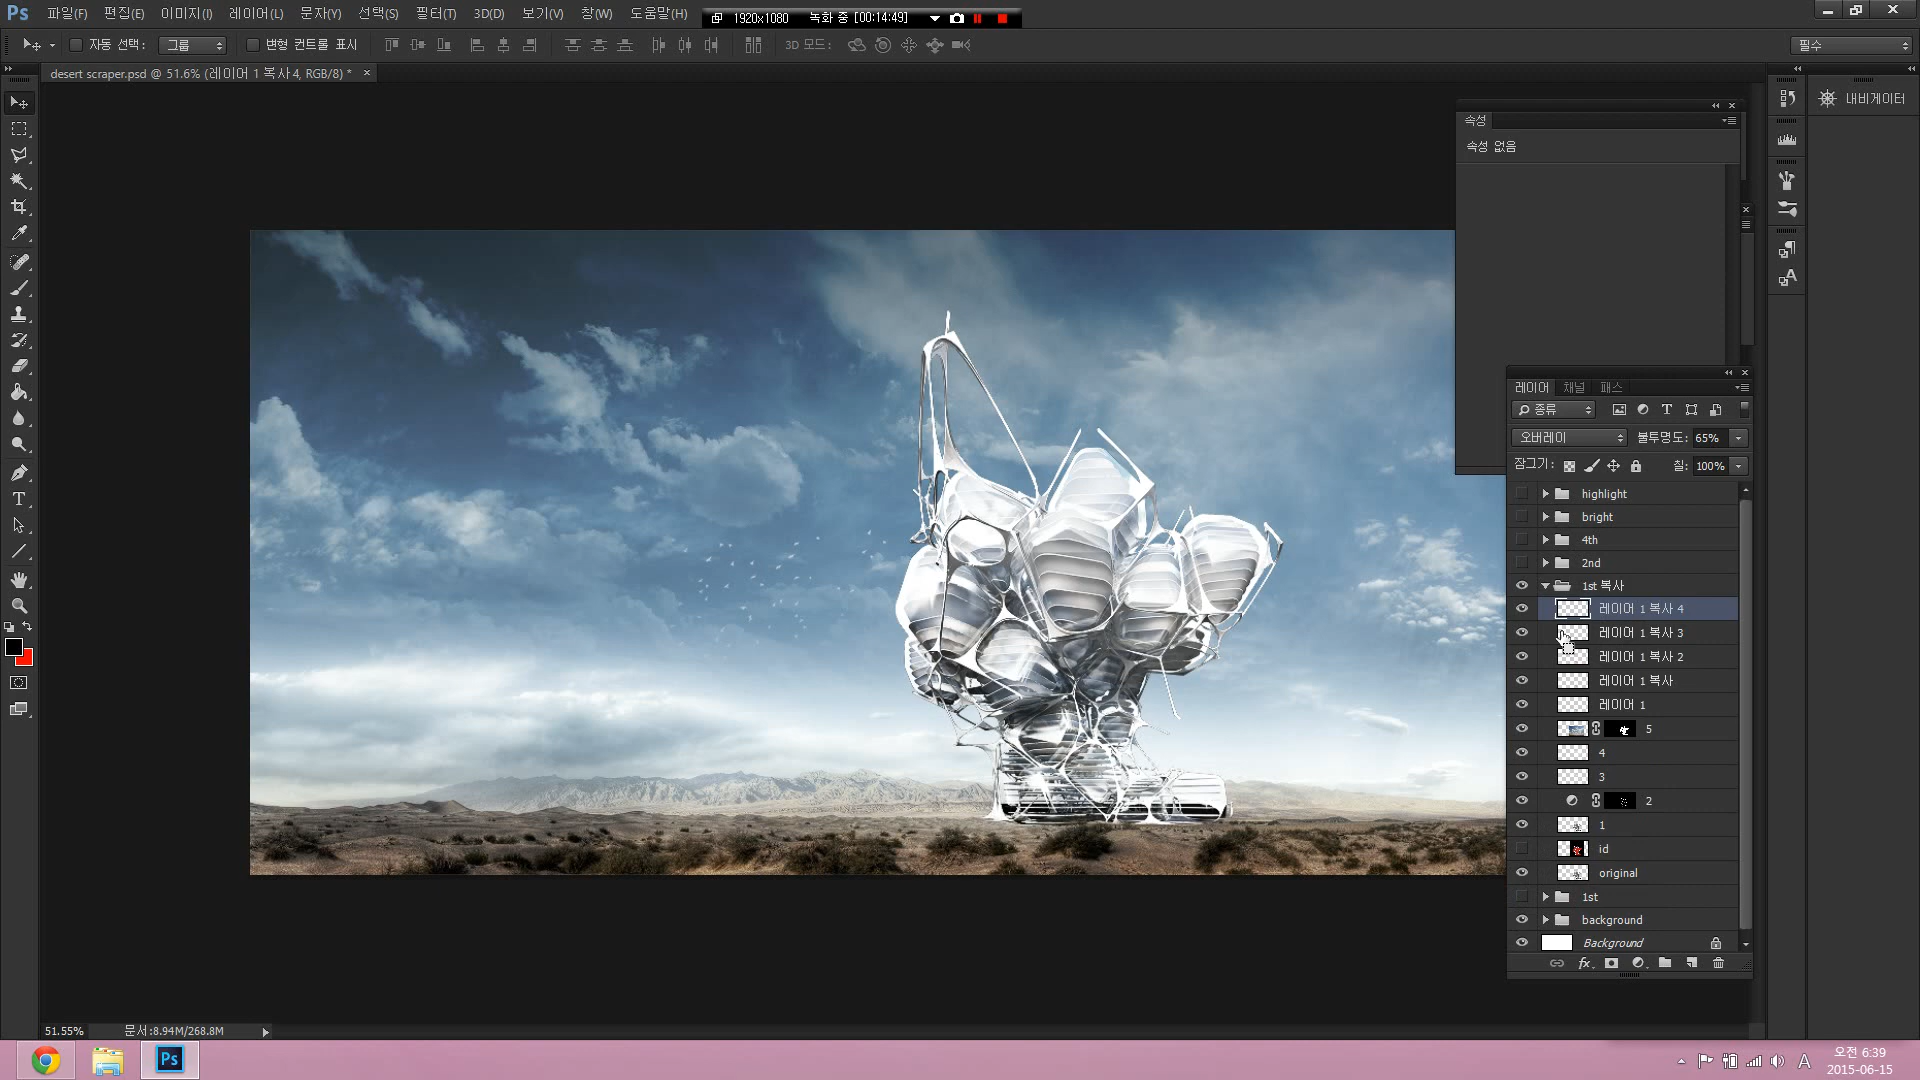 Ps 파일(F) 편집(E) 이미지(I) 레이어(L) 문자(Y) 선택(S) 필터(T) 3D(D) 보기(V) 창(W) 도움말(H)
1920x1080 녹화 중 [00:14:49]
자동 선택: 그룹 변형 컨트롤 표시 3D 모드: 필수
desert scraper.psd @ 51.6% (레이어 1 복사 4, RGB/8) * ×
내비게이터
속성
속성 없음
레이어 채널 패스
종류
오버레이 불투명도: 65%
잠그기: 칠: 100%
highlight
bright
4th
2nd
1st 복사
레이어 1 복사 4
레이어 1 복사 3
레이어 1 복사 2
레이어 1 복사
레이어 1
5
4
3
2
1
id
original
1st
background
Background
fx
51.55% 문서:8.94M/268.8M
Ps
A 오전 6:39
2015-06-15